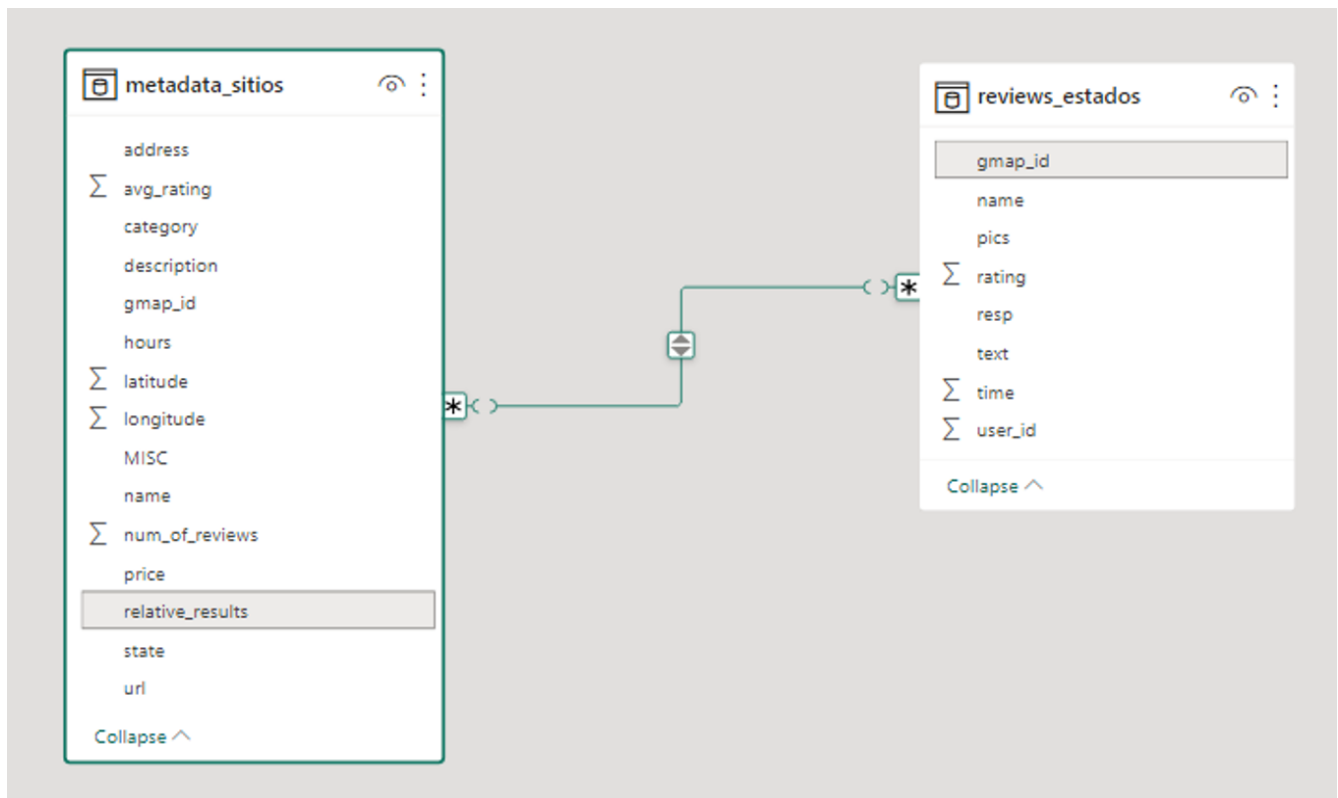 metadata_sitios
address
avg_rating
category
description
gmap_id
hours
latitude
longitude
MISC
name
num_of_reviews
price
relative_results
state
url
Collapse
reviews_estados
gmap_id
name
pics
rating
resp
text
time
user_id
Collapse